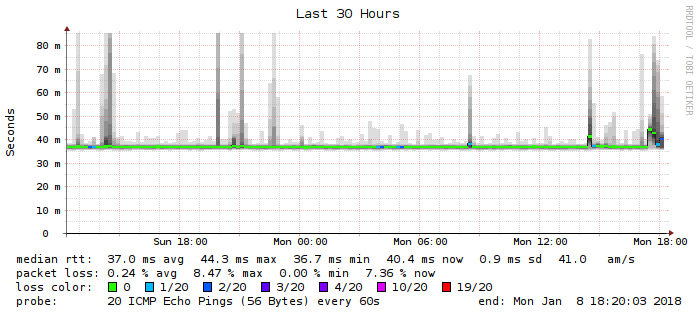 Last 30 Hours
RRDTOOL / TOBI OETIKER
Seconds
80 m
70 m
60 m
50 m
40 m
30 m
20 m
10 m
0
Sun 18:00 Mon 00:00 Mon 06:00 Mon 12:00 Mon 18:00
median rtt: 37.0 ms avg 44.3 ms max 36.7 ms min 40.4 ms now 0.9 ms sd 41.0 am/s
packet loss: 0.24 % avg 8.47 % max 0.00 % min 7.36 % now
loss color: 0 1/20 2/20 3/20 4/20 10/20 19/20
probe: 20 ICMP Echo Pings (56 Bytes) every 60s end: Mon Jan 8 18:20:03 2018